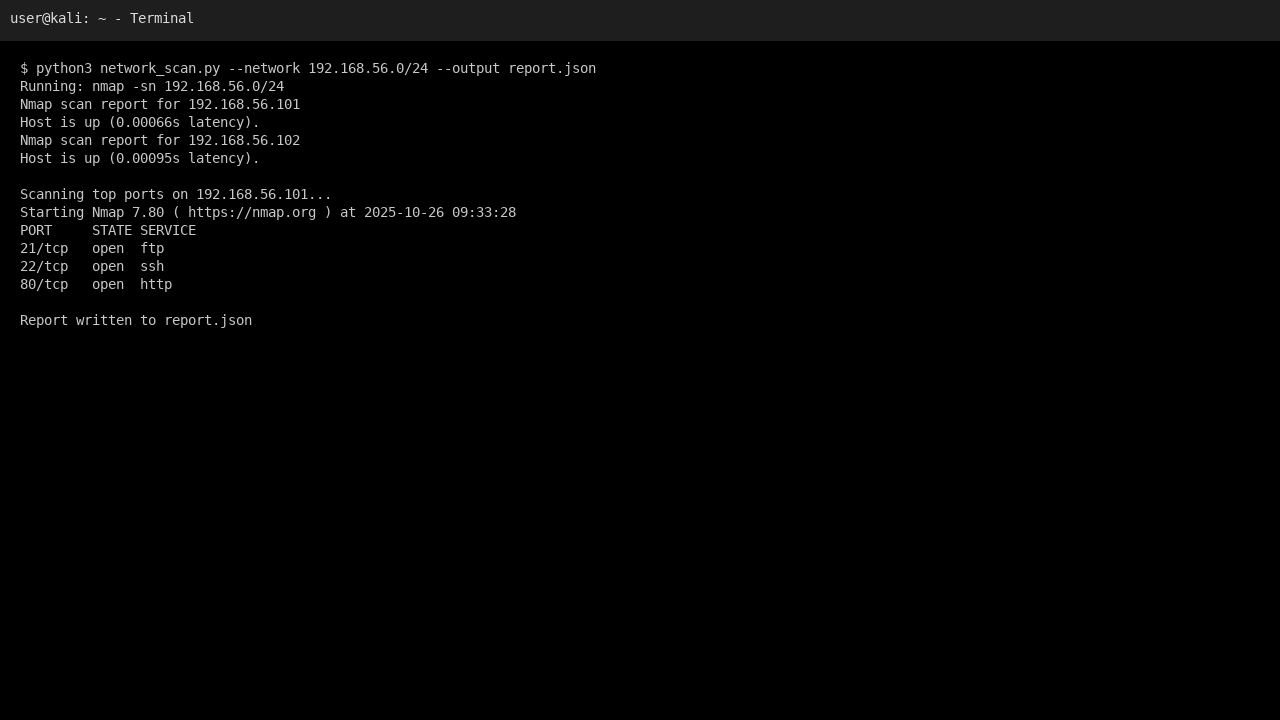 user@kali: ~ - Terminal
$ python3 network_scan.py --network 192.168.56.0/24 --output report.json
Running: nmap -sn 192.168.56.0/24
Nmap scan report for 192.168.56.101
Host is up (0.00066s latency).
Nmap scan report for 192.168.56.102
Host is up (0.00095s latency).
Scanning top ports on 192.168.56.101...
Starting Nmap 7.80 ( https://nmap.org ) at 2025-10-26 09:33:28
PORT     STATE SERVICE
21/tcp   open  ftp
22/tcp   open  ssh
80/tcp   open  http
Report written to report.json